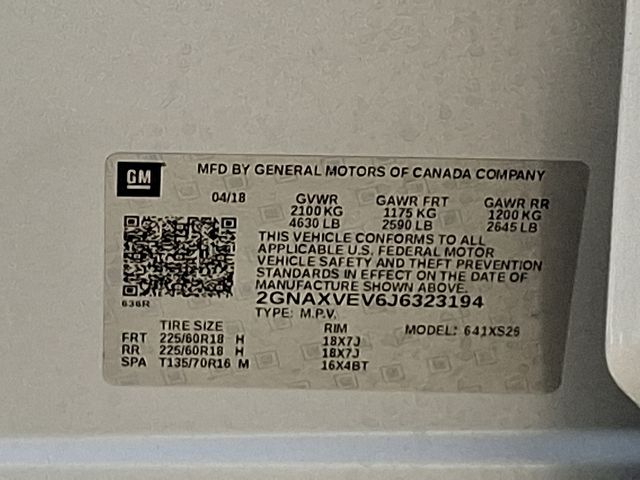 GM
MFD BY GENERAL MOTORS OF CANADA COMPANY
04/18 GVWR GAWR FRT GAWR RR
2100 KG 1175 KG 1200 KG
4630 LB 2590 LB 2645 LB
THIS VEHICLE CONFORMS TO ALL
APPLICABLE U.S. FEDERAL MOTOR
VEHICLE SAFETY AND THEFT PREVENTION
STANDARDS IN EFFECT ON THE DATE OF
MANUFACTURE SHOWN ABOVE.
636R 2GNAXVEV6J6323194
TYPE: M.P.V.
TIRE SIZE RIM MODEL: 641XS26
FRT 225/60R18 H 18X7J
RR 225/60R18 H 18X7J
SPA T135/70R16 M 16X4BT